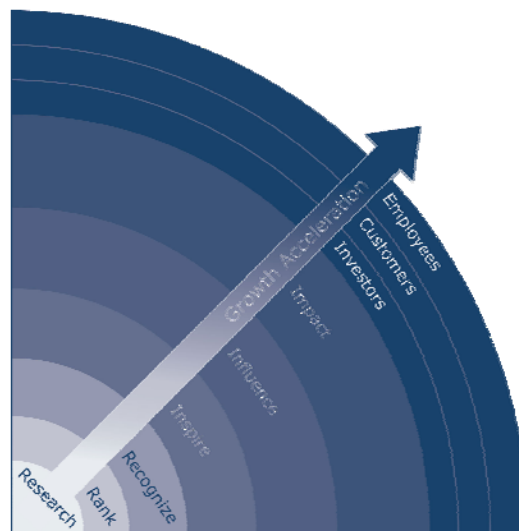 Research
Rank
Recognize
Inspire
Influence
Impact
Investors
Customers
Employees
Growth Acceleration